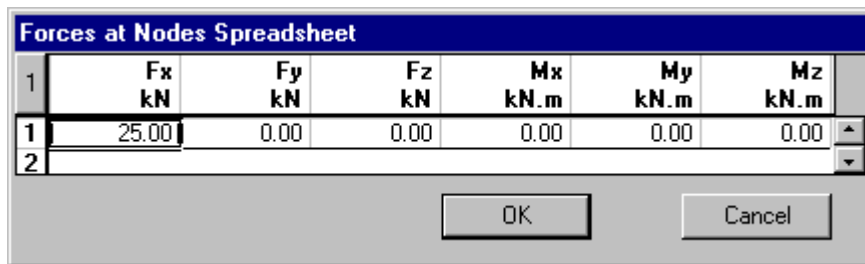 Forces at Nodes Spreadsheet
1 Fx Fy Fz Mx My Mz
kN kN kN kN.m kN.m kN.m
1 25.00 0.00 0.00 0.00 0.00 0.00
2
OK Cancel